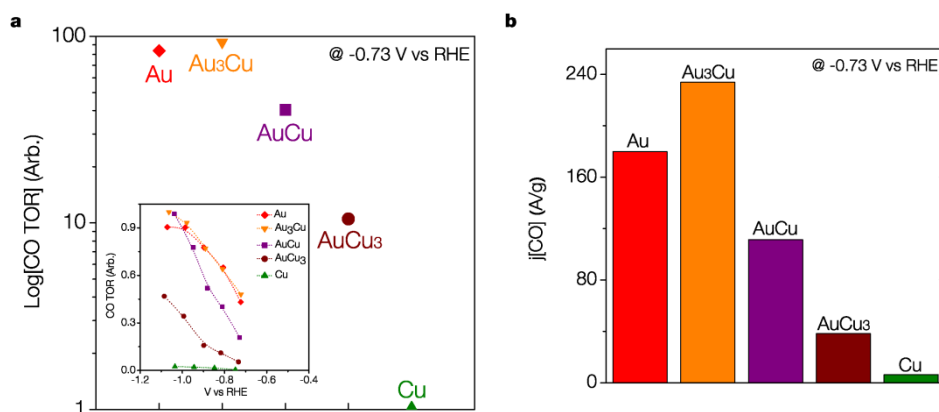 a
100
@ -0.73 V vs RHE
Au
Au₃Cu
AuCu
AuCu₃
Cu
10
1
Log[CO TOR] (Arb.)
0.9
0.6
0.3
0.0
CO TOR (Arb.)
Au
Au₃Cu
AuCu
AuCu₃
Cu
-1.2 -1.0 -0.8 -0.6 -0.4
V vs RHE
b
240
160
80
0
j[CO] (A/g)
@ -0.73 V vs RHE
Au
Au₃Cu
AuCu
AuCu₃
Cu